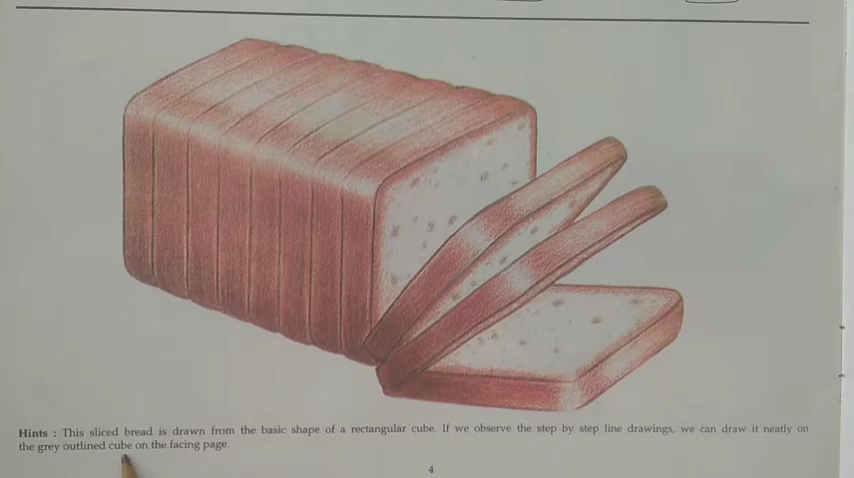 Hints : This sliced bread is drawn from the basic shape of a rectangular cube. If we observe the step by step line drawings, we can draw it neatly on
the grey outlined cube on the facing page.
4